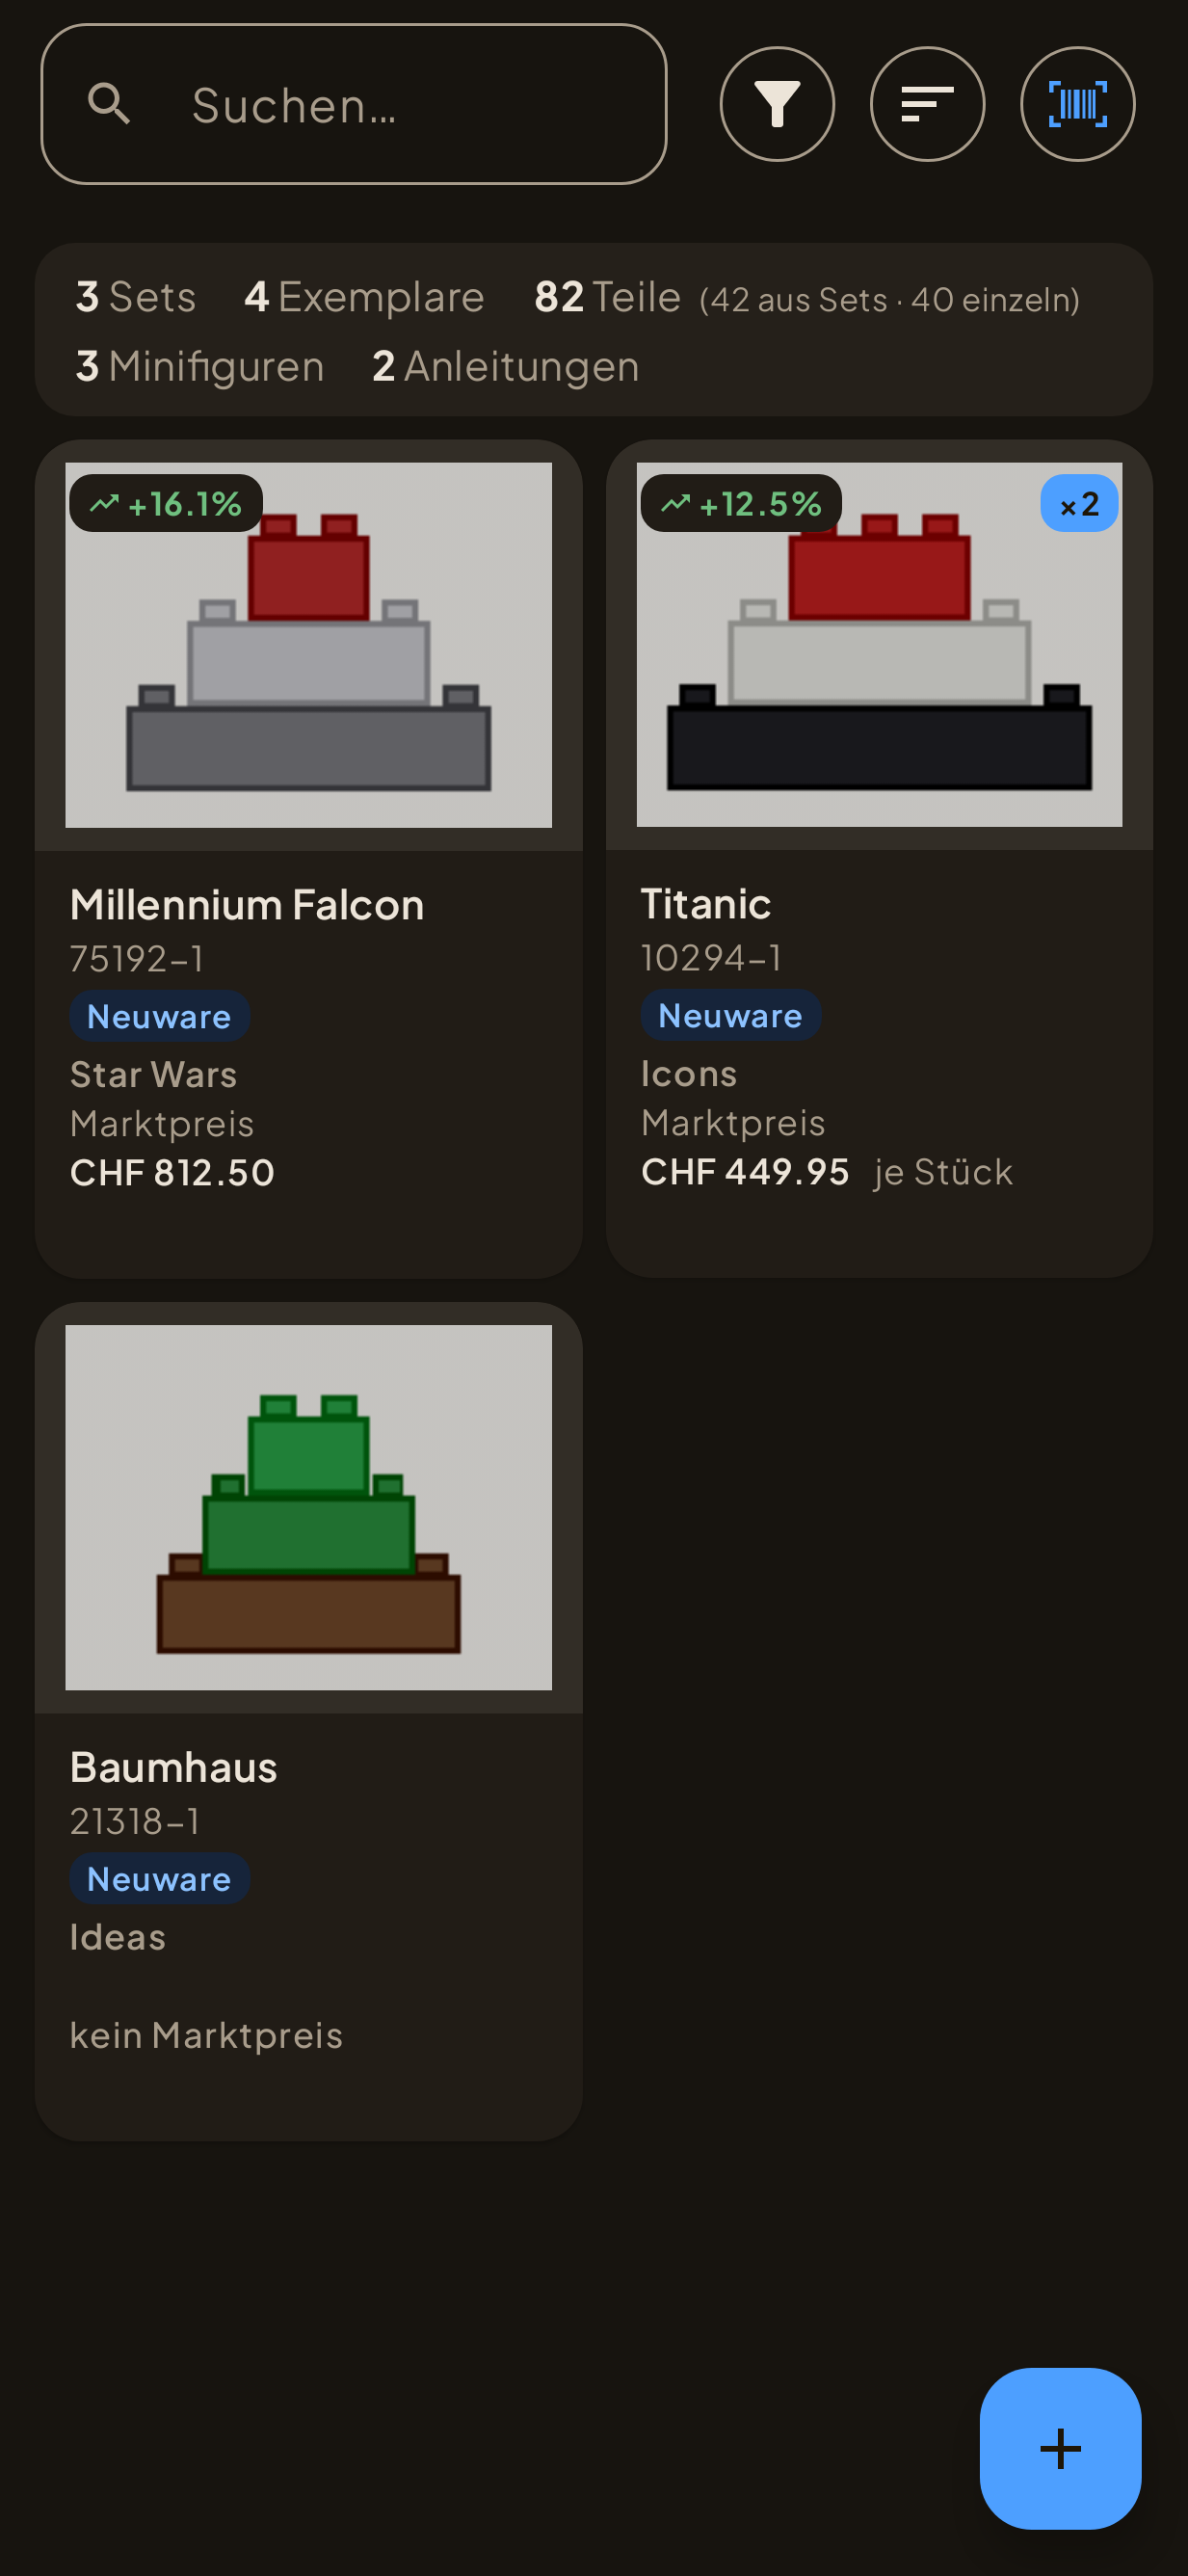 Suchen…
3 Sets 4 Exemplare 82 Teile (42 aus Sets · 40 einzeln)
3 Minifiguren 2 Anleitungen
+16.1%
+12.5%
×2
Millennium Falcon
75192–1
Neuware
Star Wars
Marktpreis
CHF 812.50
Titanic
10294–1
Neuware
Icons
Marktpreis
CHF 449.95 je Stück
Baumhaus
21318–1
Neuware
Ideas
kein Marktpreis
+